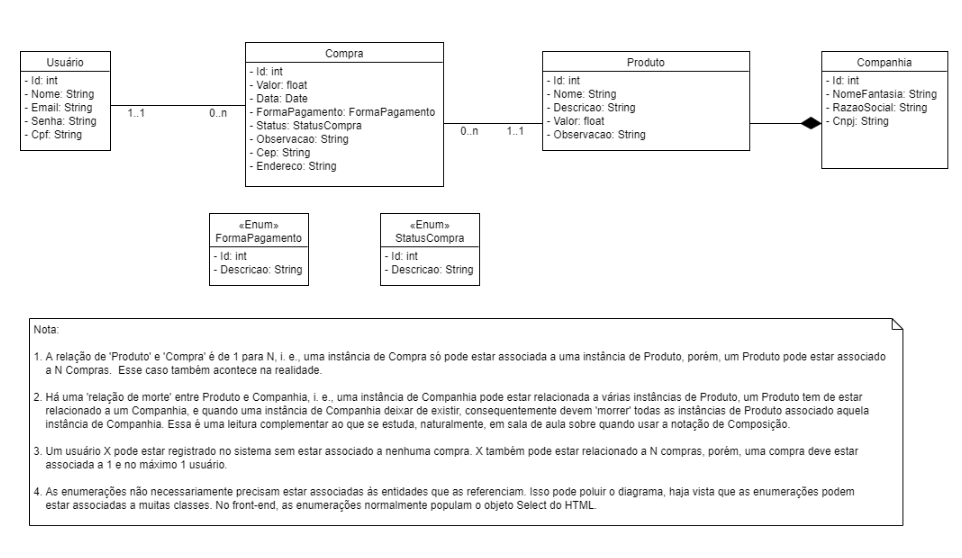 Usuário
- Id: int
- Nome: String
- Email: String
- Senha: String
- Cpf: String
1..1
0..n
Compra
- Id: int
- Valor: float
- Data: Date
- FormaPagamento: FormaPagamento
- Status: StatusCompra
- Observacao: String
- Cep: String
- Endereco: String
0..n
1..1
Produto
- Id: int
- Nome: String
- Descricao: String
- Valor: float
- Observacao: String
Companhia
- Id: int
- NomeFantasia: String
- RazaoSocial: String
- Cnpj: String
«Enum»
FormaPagamento
- Id: int
- Descricao: String
«Enum»
StatusCompra
- Id: int
- Descricao: String
Nota:
1. A relação de 'Produto' e 'Compra' é de 1 para N, i. e., uma instância de Compra só pode estar associada a uma instância de Produto, porém, um Produto pode estar associado
a N Compras. Esse caso também acontece na realidade.
2. Há uma 'relação de morte' entre Produto e Companhia, i. e., uma instância de Companhia pode estar relacionada a várias instâncias de Produto, um Produto tem de estar
relacionado a um Companhia, e quando uma instância de Companhia deixar de existir, consequentemente devem 'morrer' todas as instâncias de Produto associado aquela
instância de Companhia. Essa é uma leitura complementar ao que se estuda, naturalmente, em sala de aula sobre quando usar a notação de Composição.
3. Um usuário X pode estar registrado no sistema sem estar associado a nenhuma compra. X também pode estar relacionado a N compras, porém, uma compra deve estar
associada a 1 e no máximo 1 usuário.
4. As enumerações não necessariamente precisam estar associadas às entidades que as referenciam. Isso pode poluir o diagrama, haja vista que as enumerações podem
estar associadas a muitas classes. No front-end, as enumerações normalmente populam o objeto Select do HTML.